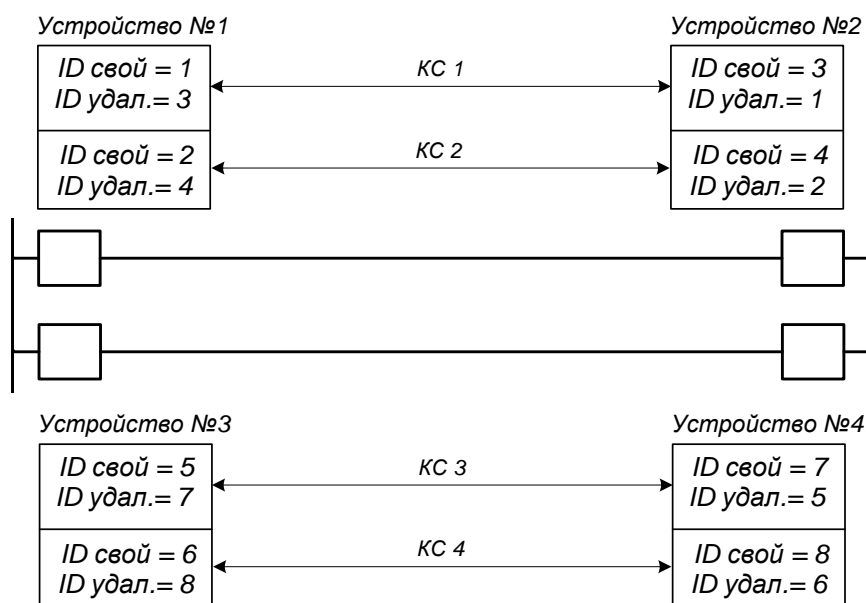 Устройство №1
Устройство №2
ID свой = 1
ID удал.= 3
КС 1
ID свой = 3
ID удал.= 1
ID свой = 2
ID удал.= 4
КС 2
ID свой = 4
ID удал.= 2
Устройство №3
Устройство №4
ID свой = 5
ID удал.= 7
КС 3
ID свой = 7
ID удал.= 5
ID свой = 6
ID удал.= 8
КС 4
ID свой = 8
ID удал.= 6